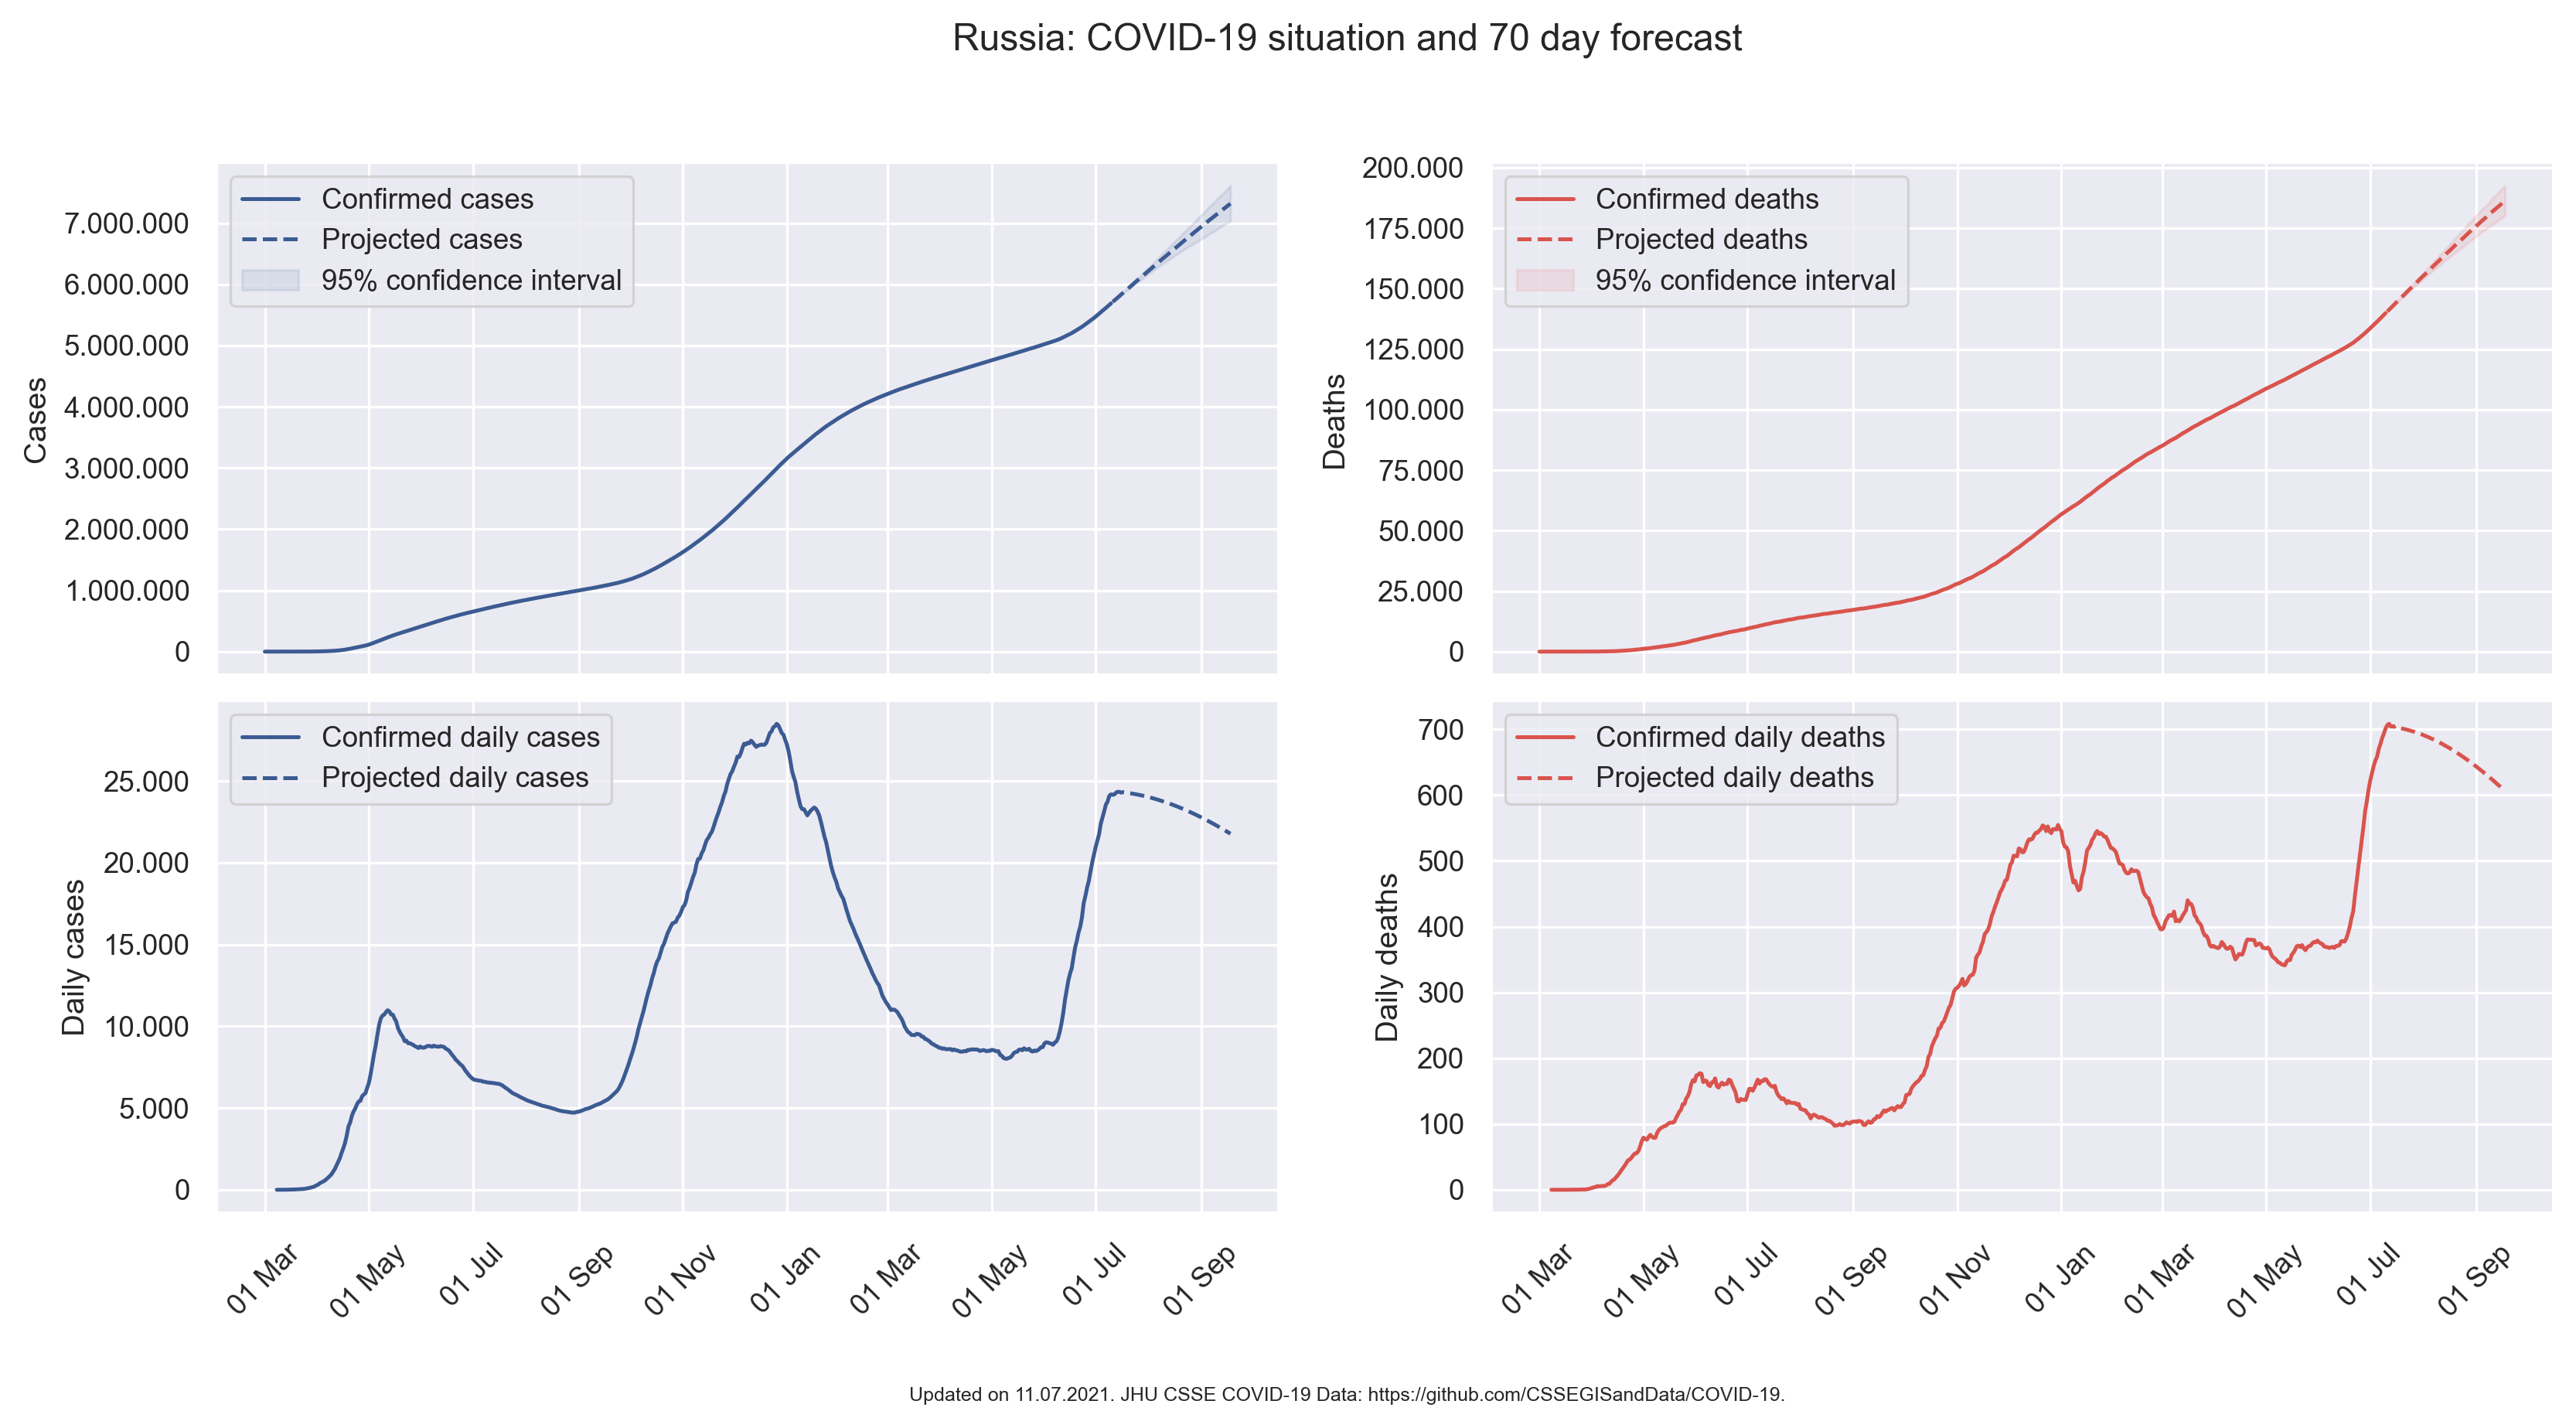 Russia: COVID-19 situation and 70 day forecast
Confirmed cases
Projected cases
95% confidence interval
7.000.000
6.000.000
5.000.000
4.000.000
3.000.000
2.000.000
1.000.000
0
Cases
Confirmed deaths
Projected deaths
95% confidence interval
200.000
175.000
150.000
125.000
100.000
75.000
50.000
25.000
0
Deaths
Confirmed daily cases
Projected daily cases
25.000
20.000
15.000
10.000
5.000
0
Daily cases
01 Mar
01 May
01 Jul
01 Sep
01 Nov
01 Jan
01 Mar
01 May
01 Jul
01 Sep
Confirmed daily deaths
Projected daily deaths
700
600
500
400
300
200
100
0
Daily deaths
01 Mar
01 May
01 Jul
01 Sep
01 Nov
01 Jan
01 Mar
01 May
01 Jul
01 Sep
Updated on 11.07.2021. JHU CSSE COVID-19 Data: https://github.com/CSSEGISandData/COVID-19.